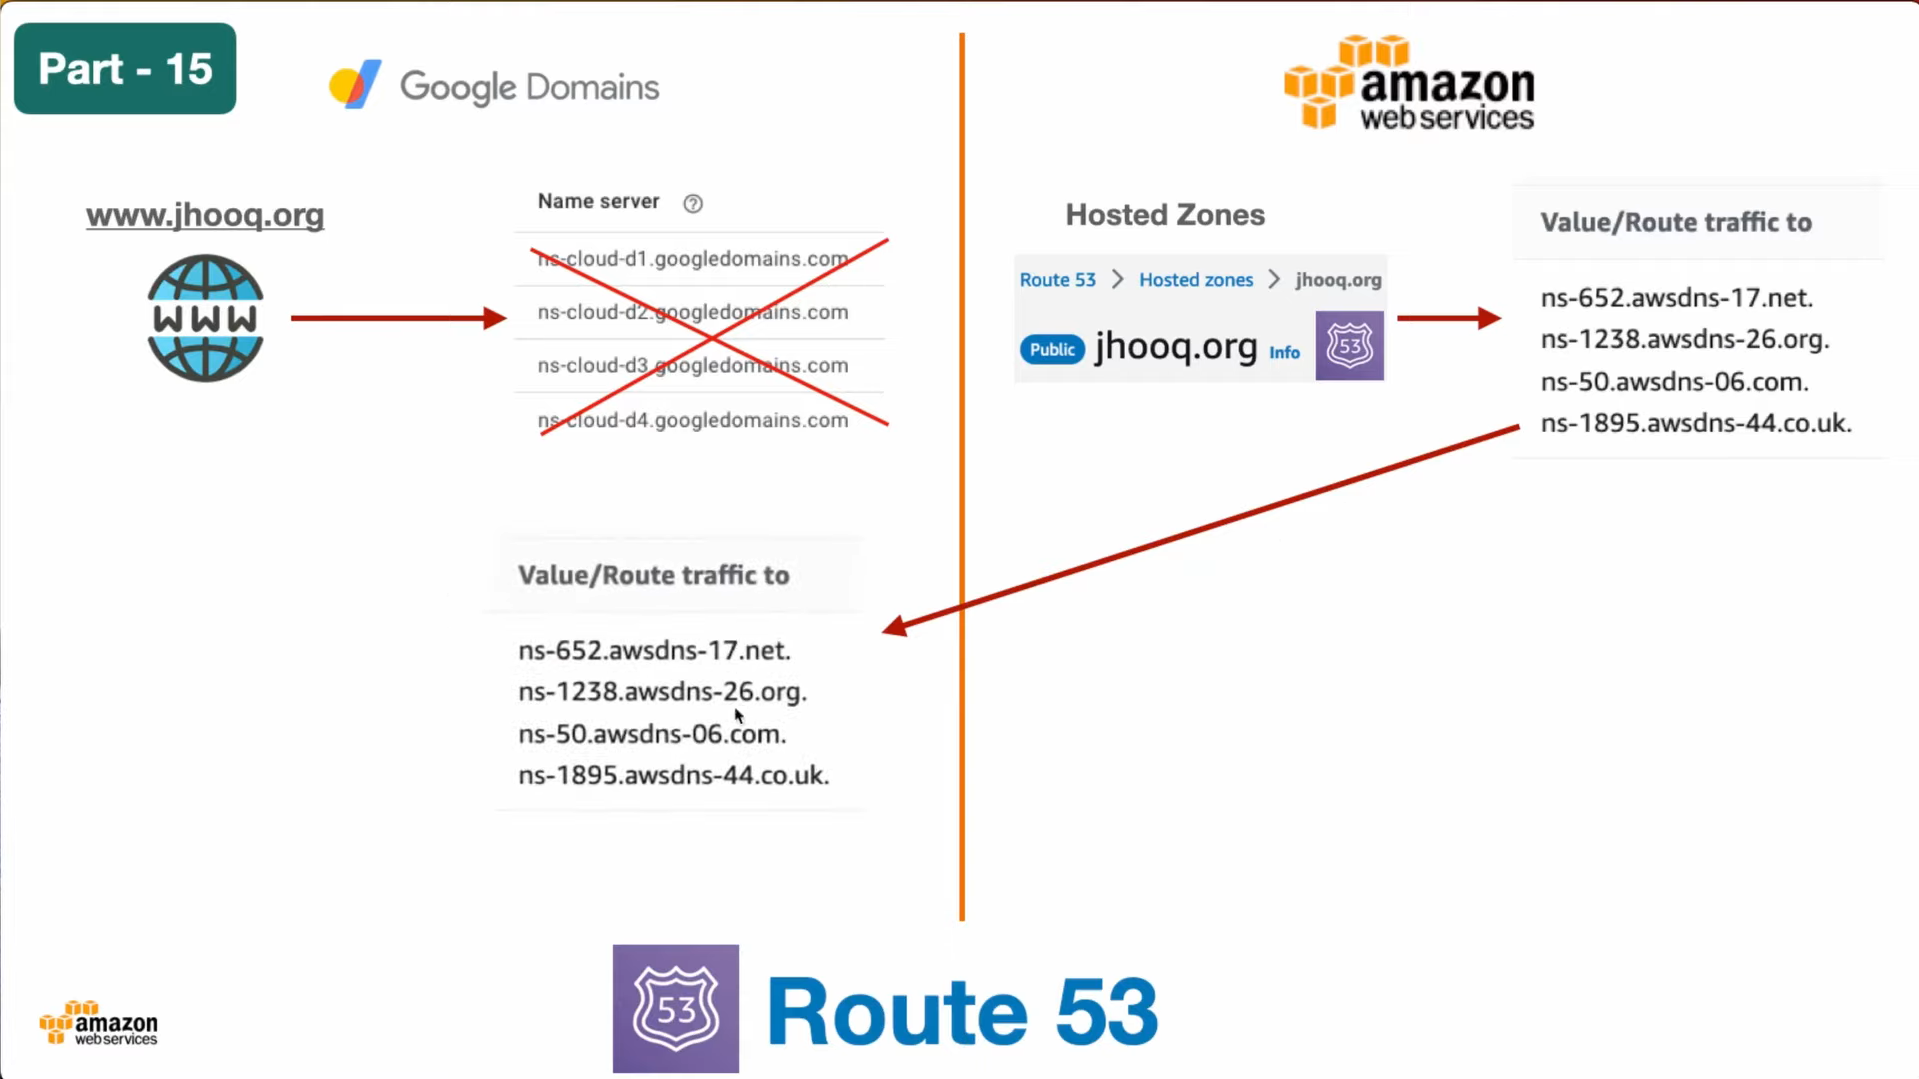 Part - 15
Google Domains
amazon
web services
www.jhooq.org
WWW
Name server ?
ns-cloud-d1.googledomains.com
ns-cloud-d2.googledomains.com
ns-cloud-d3.googledomains.com
ns-cloud-d4.googledomains.com
Hosted Zones
Route 53 > Hosted zones > jhooq.org
Public jhooq.org Info 53
Value/Route traffic to
ns-652.awsdns-17.net.
ns-1238.awsdns-26.org.
ns-50.awsdns-06.com.
ns-1895.awsdns-44.co.uk.
Value/Route traffic to
ns-652.awsdns-17.net.
ns-1238.awsdns-26.org.
ns-50.awsdns-06.com.
ns-1895.awsdns-44.co.uk.
amazon
web services
53 Route 53